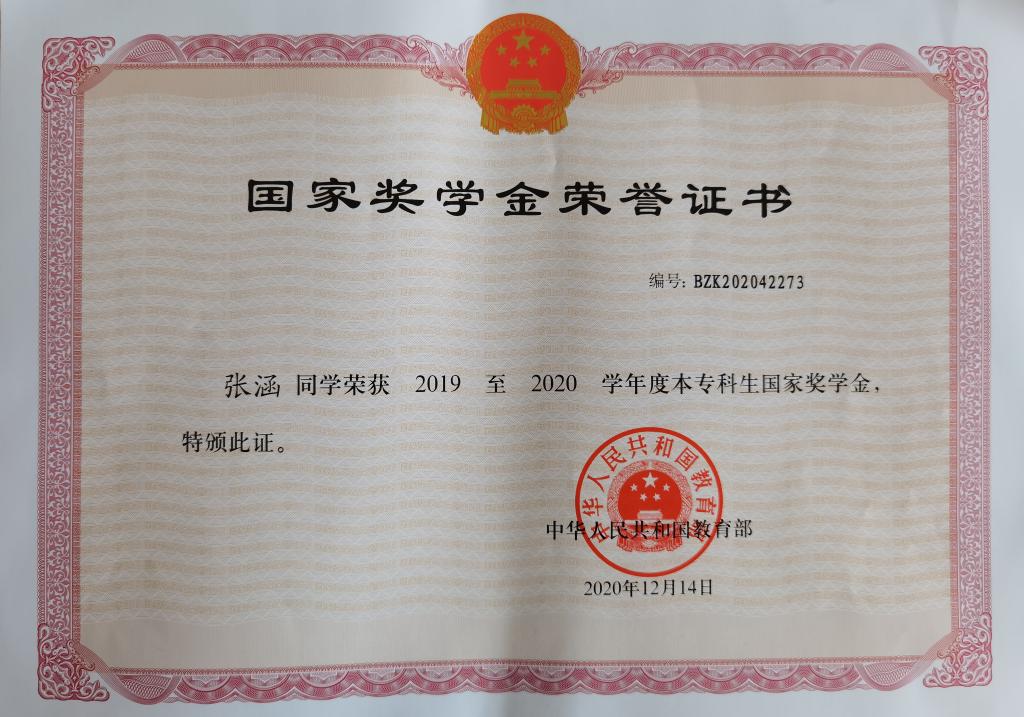 国家奖学金荣誉证书
编号: BZK202042273
张涵 同学荣获 2019 至 2020 学年度本专科生国家奖学金，
特颁此证。
中华人民共和国教育部
中华人民共和国教育部
2020年12月14日